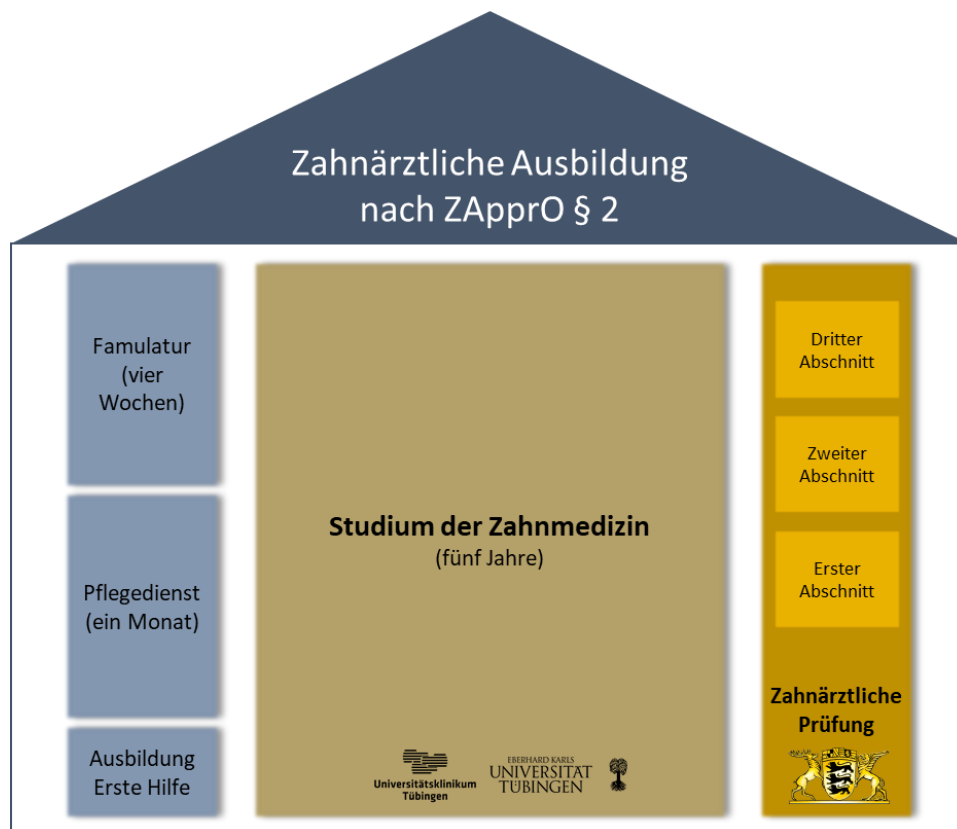 Zahnärztliche Ausbildung
nach ZApprO § 2
Famulatur
(vier
Wochen)
Pflegedienst
(ein Monat)
Ausbildung
Erste Hilfe
Studium der Zahnmedizin
(fünf Jahre)
Universitätsklinikum
Tübingen
EBERHARD KARLS
UNIVERSITÄT
TÜBINGEN
Dritter
Abschnitt
Zweiter
Abschnitt
Erster
Abschnitt
Zahnärztliche
Prüfung